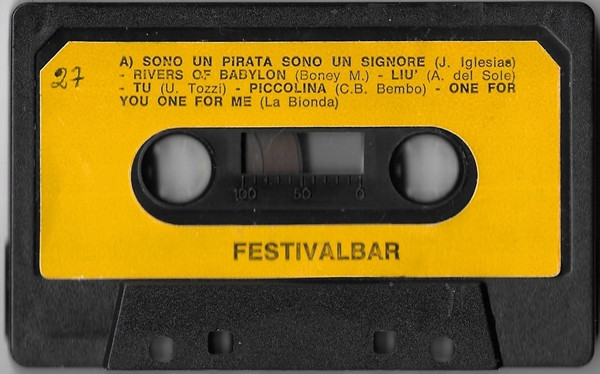 27
A) SONO UN PIRATA SONO UN SIGNORE (J. Iglesias)
- RIVERS OF BABYLON (Boney M.) - LIU' (A. del Sole)
- TU (U. Tozzi) - PICCOLINA (C.B. Bembo) - ONE FOR
YOU ONE FOR ME (La Bionda)
100 50 0
FESTIVALBAR